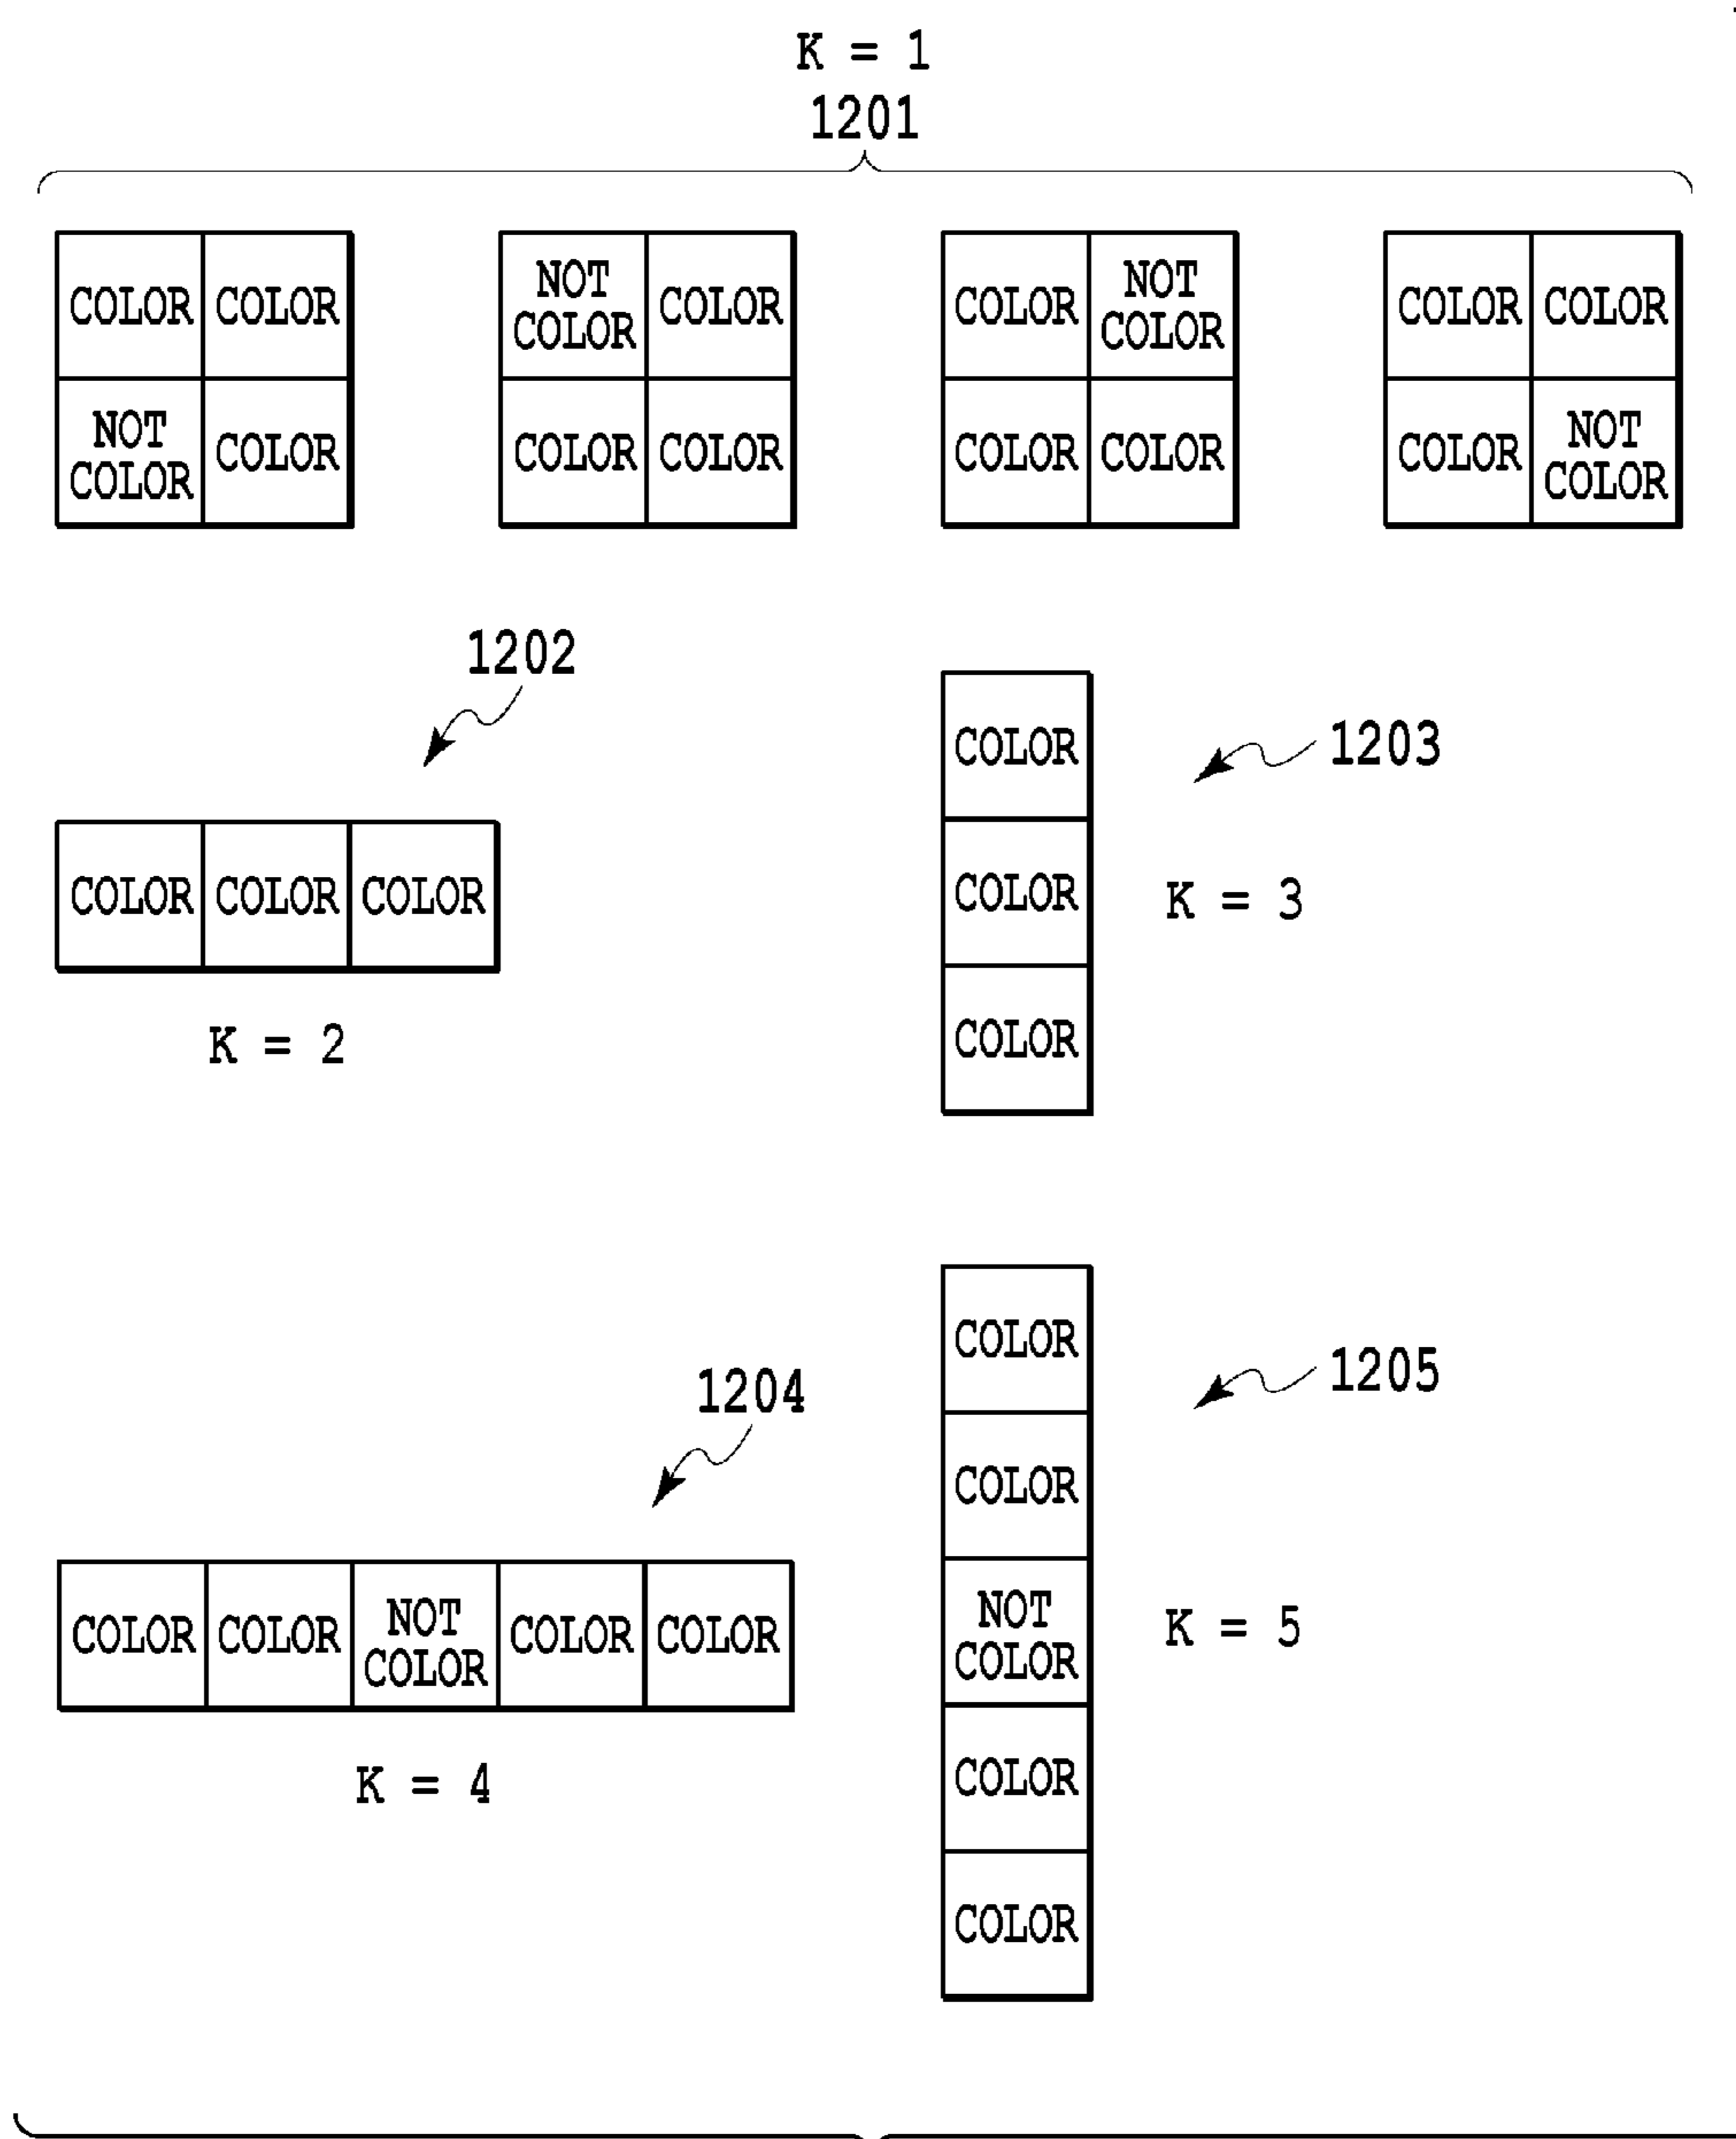 K = 1
1201
COLOR COLOR NOT COLOR COLOR COLOR NOT COLOR COLOR COLOR
NOT COLOR COLOR COLOR COLOR COLOR COLOR COLOR NOT COLOR
1202
COLOR COLOR COLOR
K = 2
1203
COLOR
COLOR
COLOR
K = 3
1204
COLOR COLOR NOT COLOR COLOR COLOR
K = 4
1205
COLOR
COLOR
NOT
COLOR
COLOR
COLOR
K = 5